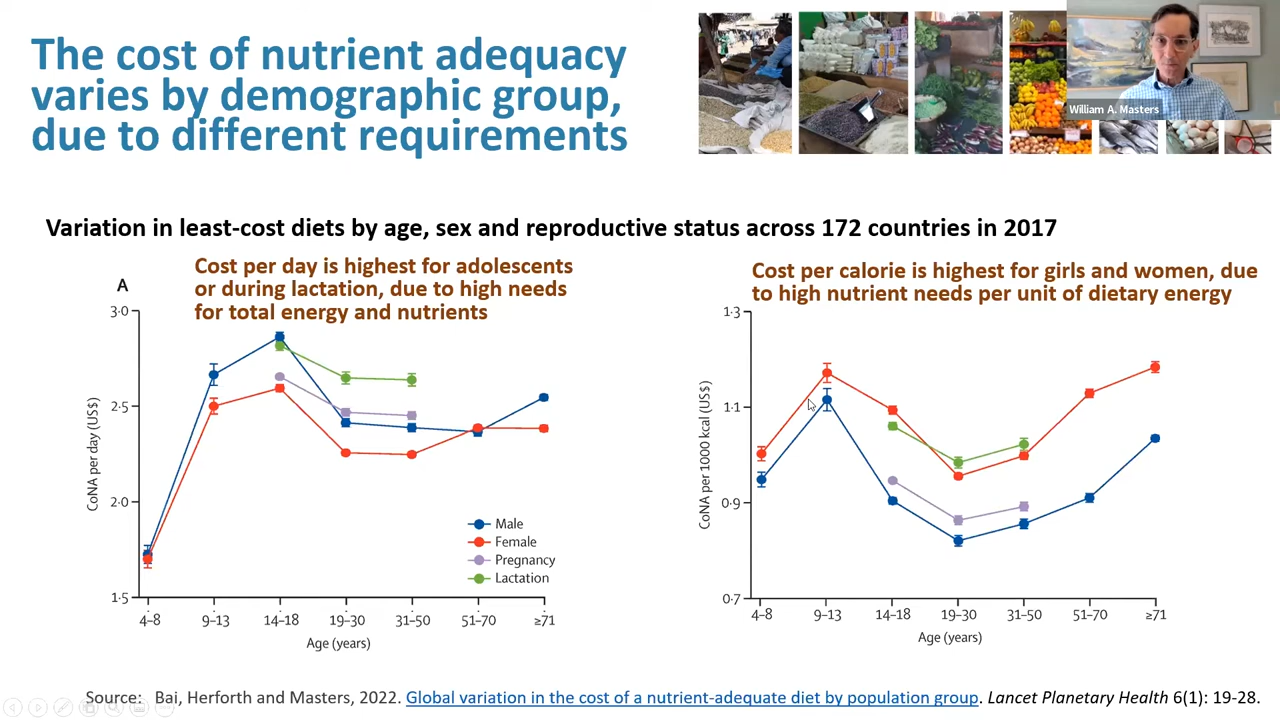 The cost of nutrient adequacy
varies by demographic group,
due to different requirements
William A. Masters
Variation in least-cost diets by age, sex and reproductive status across 172 countries in 2017
Cost per day is highest for adolescents
or during lactation, due to high needs
for total energy and nutrients
A
3·0
2·5
2·0
1·5
CoNA per day (US$)
Male
Female
Pregnancy
Lactation
4–8 9–13 14–18 19–30 31–50 51–70 ≥71
Age (years)
Cost per calorie is highest for girls and women, due
to high nutrient needs per unit of dietary energy
1·3
1·1
0·9
0·7
CoNA per 1000 kcal (US$)
4–8 9–13 14–18 19–30 31–50 51–70 ≥71
Age (years)
Source: Bai, Herforth and Masters, 2022. Global variation in the cost of a nutrient-adequate diet by population group. Lancet Planetary Health 6(1): 19-28.